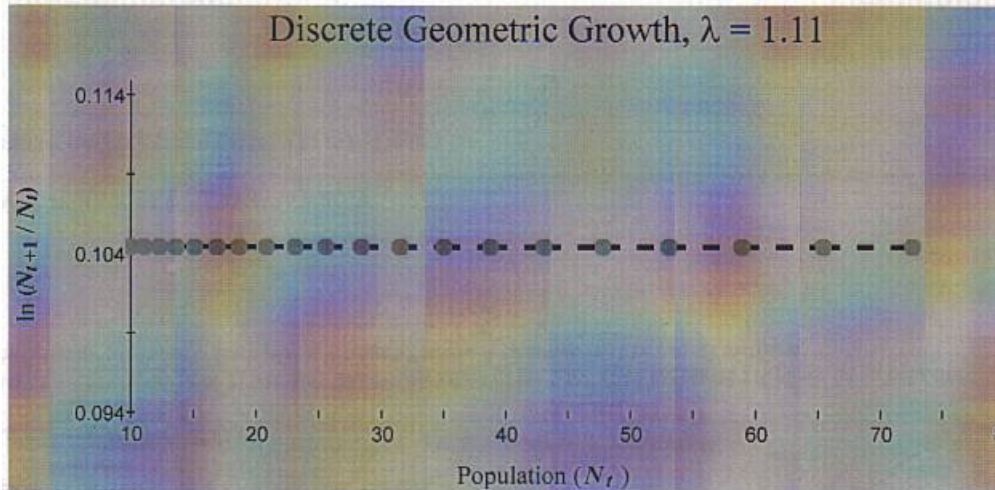 Discrete Geometric Growth, λ = 1.11
0.114
0.104
0.094
ln (Nt+1 / Nt)
10 20 30 40 50 60 70
Population (Nt)